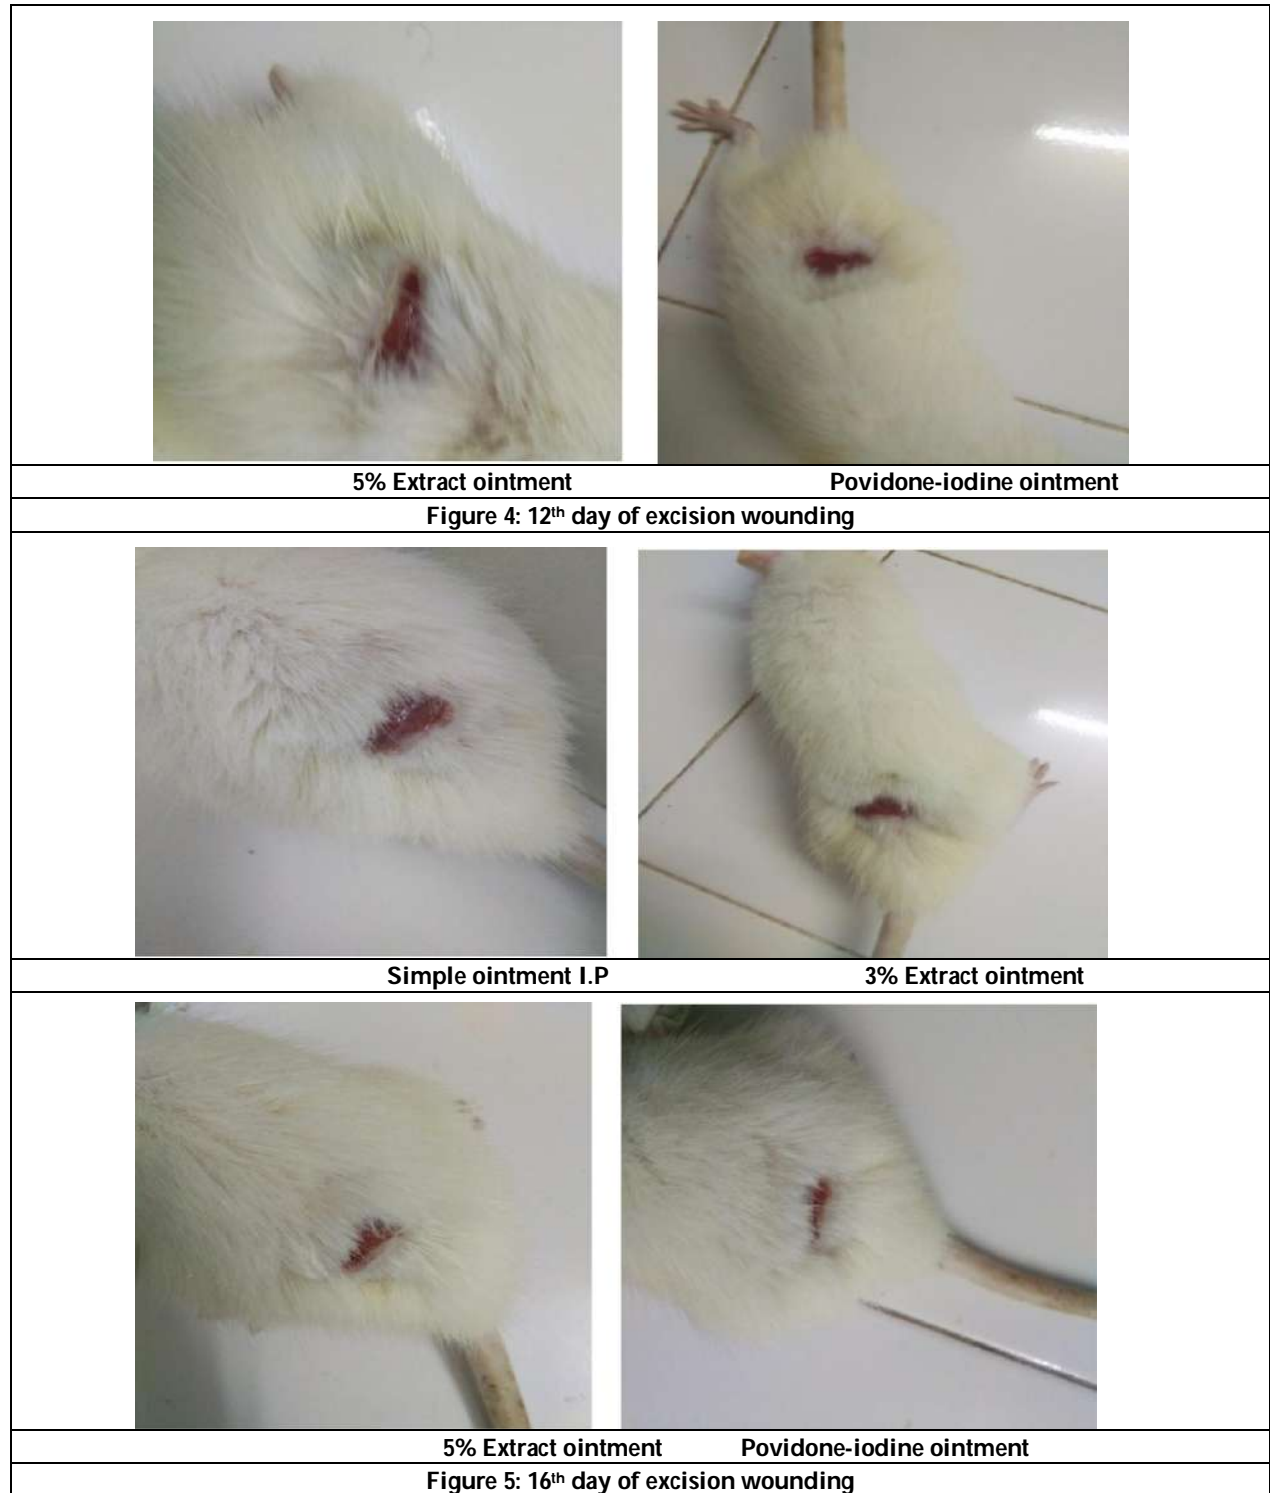 5% Extract ointment Povidone-iodine ointment
Figure 4: 12th day of excision wounding
Simple ointment I.P 3% Extract ointment
5% Extract ointment Povidone-iodine ointment
Figure 5: 16th day of excision wounding